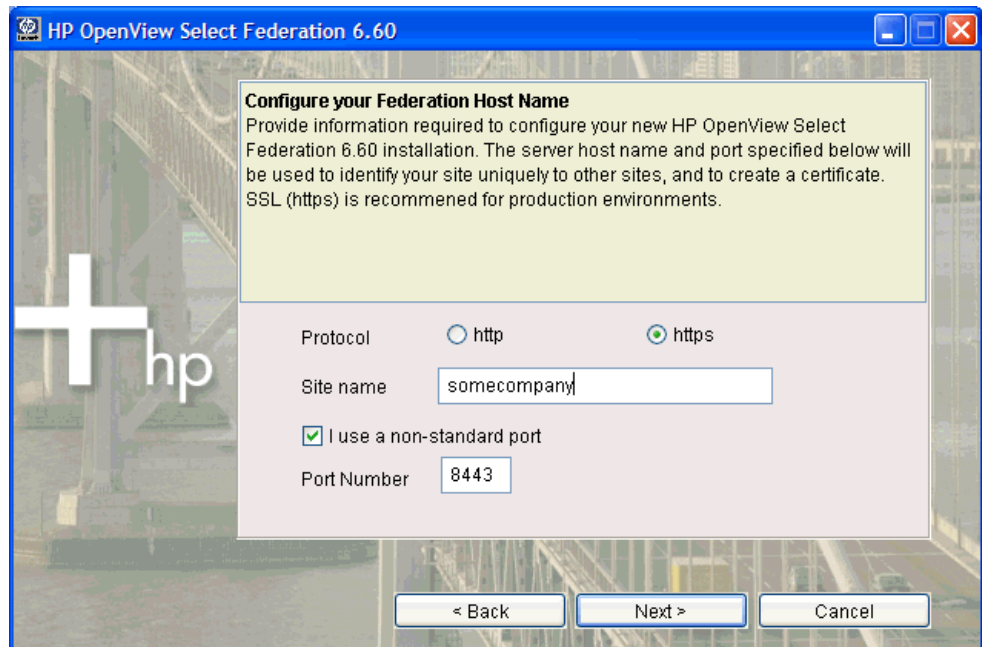 HP OpenView Select Federation 6.60
Configure your Federation Host Name
Provide information required to configure your new HP OpenView Select
Federation 6.60 installation. The server host name and port specified below will
be used to identify your site uniquely to other sites, and to create a certificate.
SSL (https) is recommened for production environments.
hp
Protocol http https
Site name somecompany
I use a non-standard port
Port Number 8443
< Back Next > Cancel